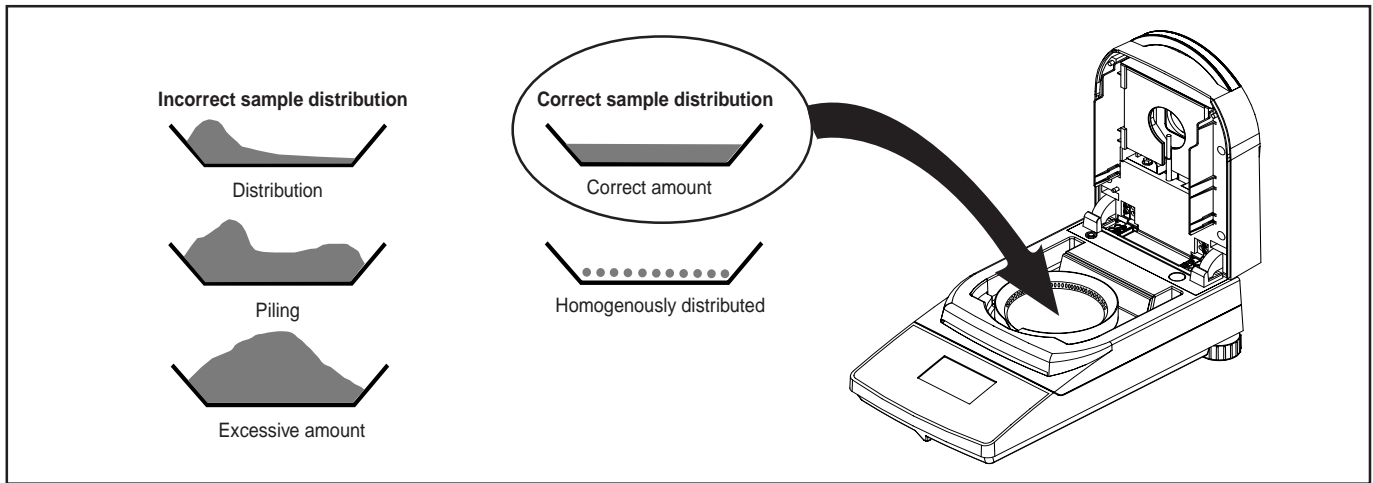 Incorrect sample distribution
Distribution
Piling
Excessive amount
Correct sample distribution
Correct amount
Homogenously distributed